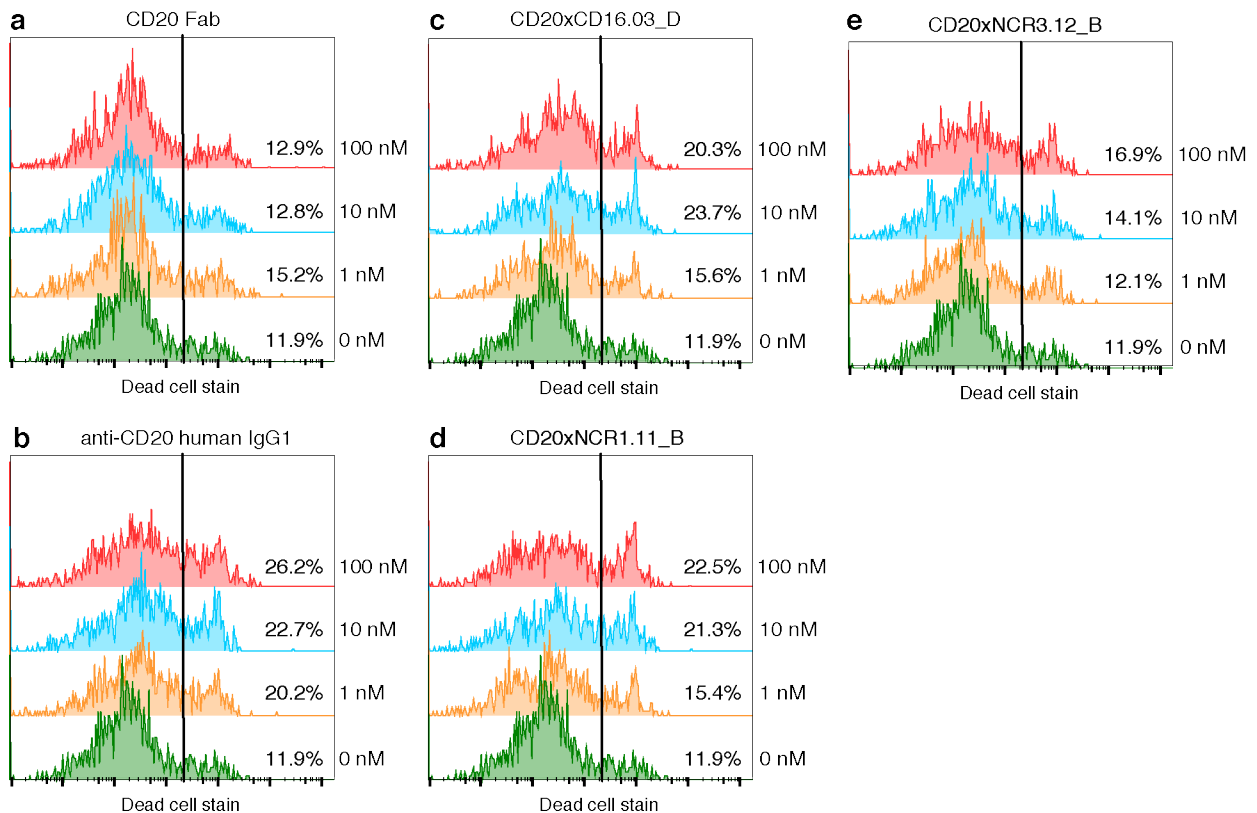 a
CD20 Fab
12.9% 100 nM
12.8% 10 nM
15.2% 1 nM
11.9% 0 nM
Dead cell stain
b
anti-CD20 human IgG1
26.2% 100 nM
22.7% 10 nM
20.2% 1 nM
11.9% 0 nM
Dead cell stain
c
CD20xCD16.03_D
20.3% 100 nM
23.7% 10 nM
15.6% 1 nM
11.9% 0 nM
Dead cell stain
d
CD20xNCR1.11_B
22.5% 100 nM
21.3% 10 nM
15.4% 1 nM
11.9% 0 nM
Dead cell stain
e
CD20xNCR3.12_B
16.9% 100 nM
14.1% 10 nM
12.1% 1 nM
11.9% 0 nM
Dead cell stain